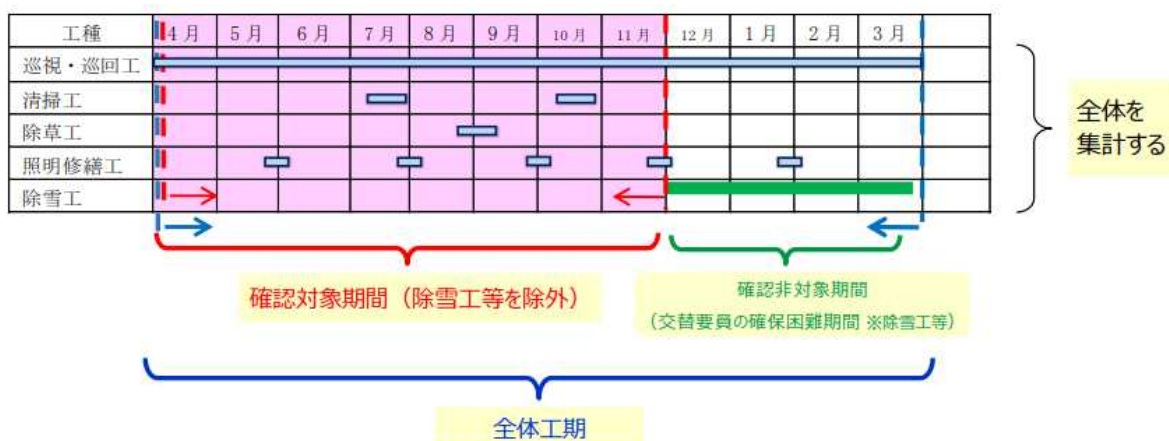 工種 4月 5月 6月 7月 8月 9月 10月 11月 12月 1月 2月 3月
巡視・巡回工
清掃工
除草工
照明修繕工
除雪工
全体を
集計する
確認対象期間（除雪工等を除外）
確認非対象期間
（交替要員の確保困難期間 ※除雪工等）
全体工期